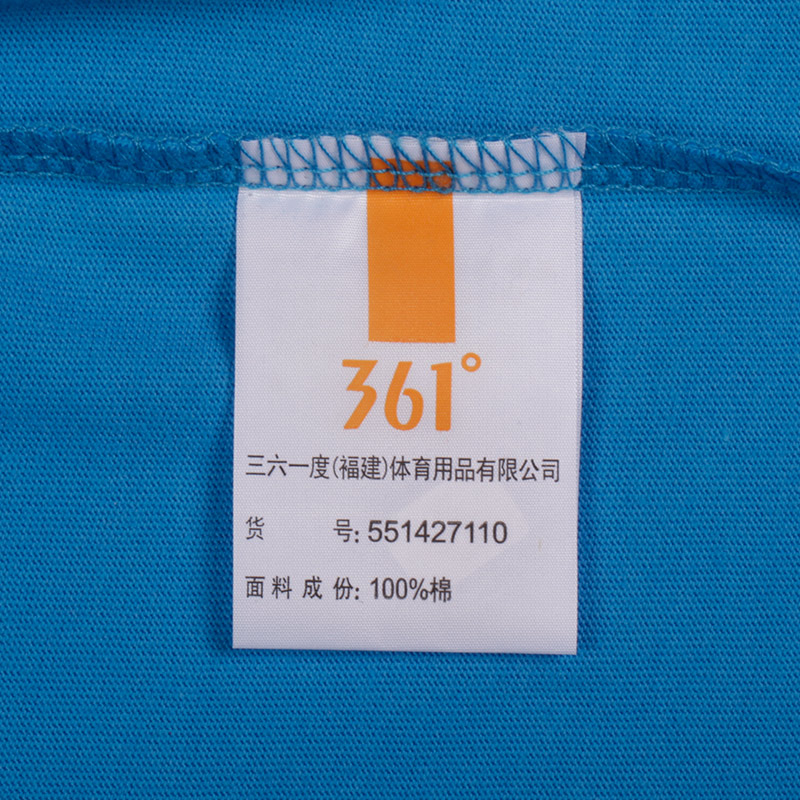 361°
三六一度(福建)体育用品有限公司
货 号: 551427110
面料成份: 100%棉